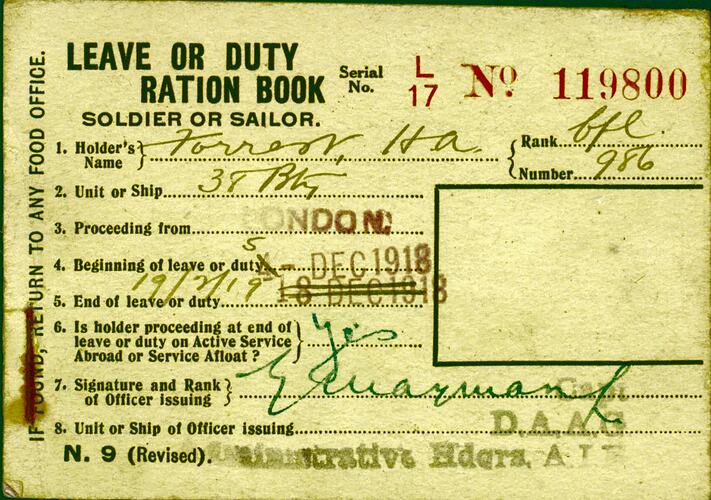 LEAVE OR DUTY
RATION BOOK
SOLDIER OR SAILOR.
Serial No. L/17 No 119800
1. Holder's Name } Forrest, H A.
{ Rank Cpl.
Number 986
2. Unit or Ship 38 Bty
3. Proceeding from LONDON.
4. Beginning of leave or duty 5 4 - DEC 1918
19/2/19
5. End of leave or duty 18 DEC 1918
6. Is holder proceeding at end of leave or duty on Active Service Abroad or Service Afloat ? } Yes
7. Signature and Rank of Officer issuing } Capt
8. Unit or Ship of Officer issuing D.A.A.G
Administrative Hdqrs. A.I.F.
N. 9 (Revised).
IF FOUND, RETURN TO ANY FOOD OFFICE.